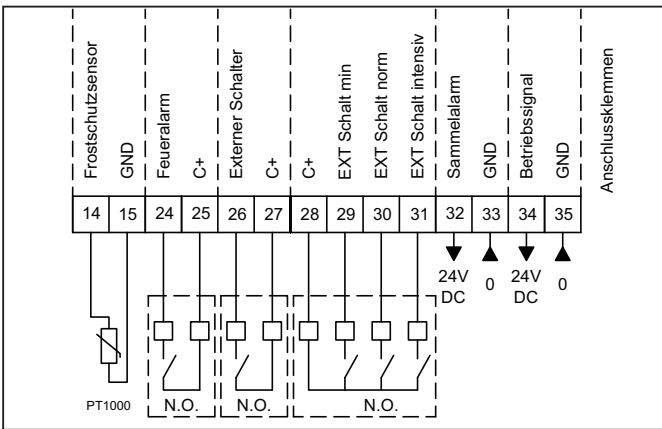 Frostschutzsensor
GND
Feueralarm
C+
Externer Schalter
C+
C+
EXT Schalt min
EXT Schalt norm
EXT Schalt intensiv
Sammelalarm
GND
Betriebssignal
GND
Anschlussklemmen
14 15 24 25 26 27 28 29 30 31 32 33 34 35
24V
DC
0
24V
DC
0
PT1000
N.O.
N.O.
N.O.